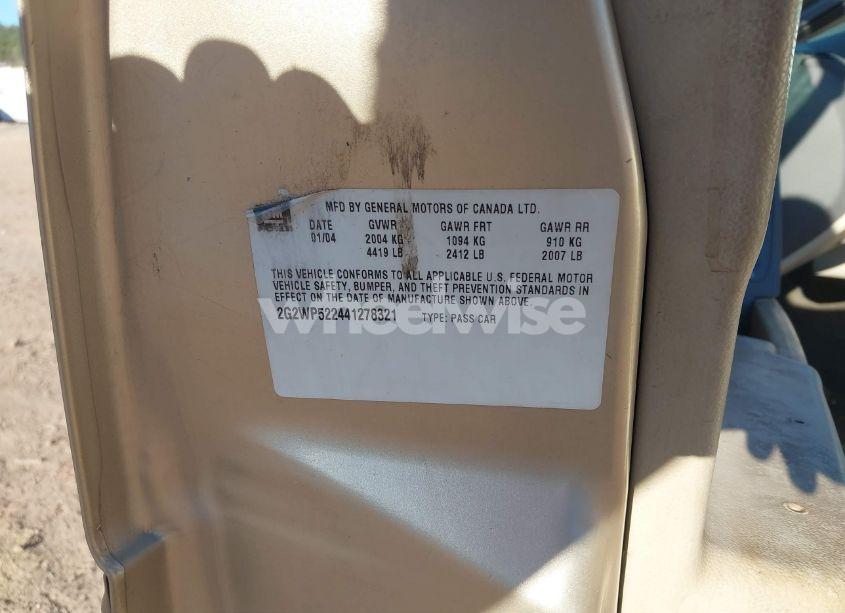 MFD BY GENERAL MOTORS OF CANADA LTD.
DATE GVWR GAWR FRT GAWR RR
01/04 2004 KG 1094 KG 910 KG
4419 LB 2412 LB 2007 LB
THIS VEHICLE CONFORMS TO ALL APPLICABLE U.S. FEDERAL MOTOR
VEHICLE SAFETY, BUMPER, AND THEFT PREVENTION STANDARDS IN
EFFECT ON THE DATE OF MANUFACTURE SHOWN ABOVE.
2G2WP522441278321 TYPE: PASS CAR
wheelwise